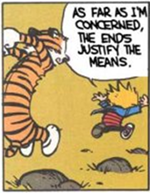 AS FAR AS I'M
CONCERNED,
THE ENDS
JUSTIFY THE
MEANS.